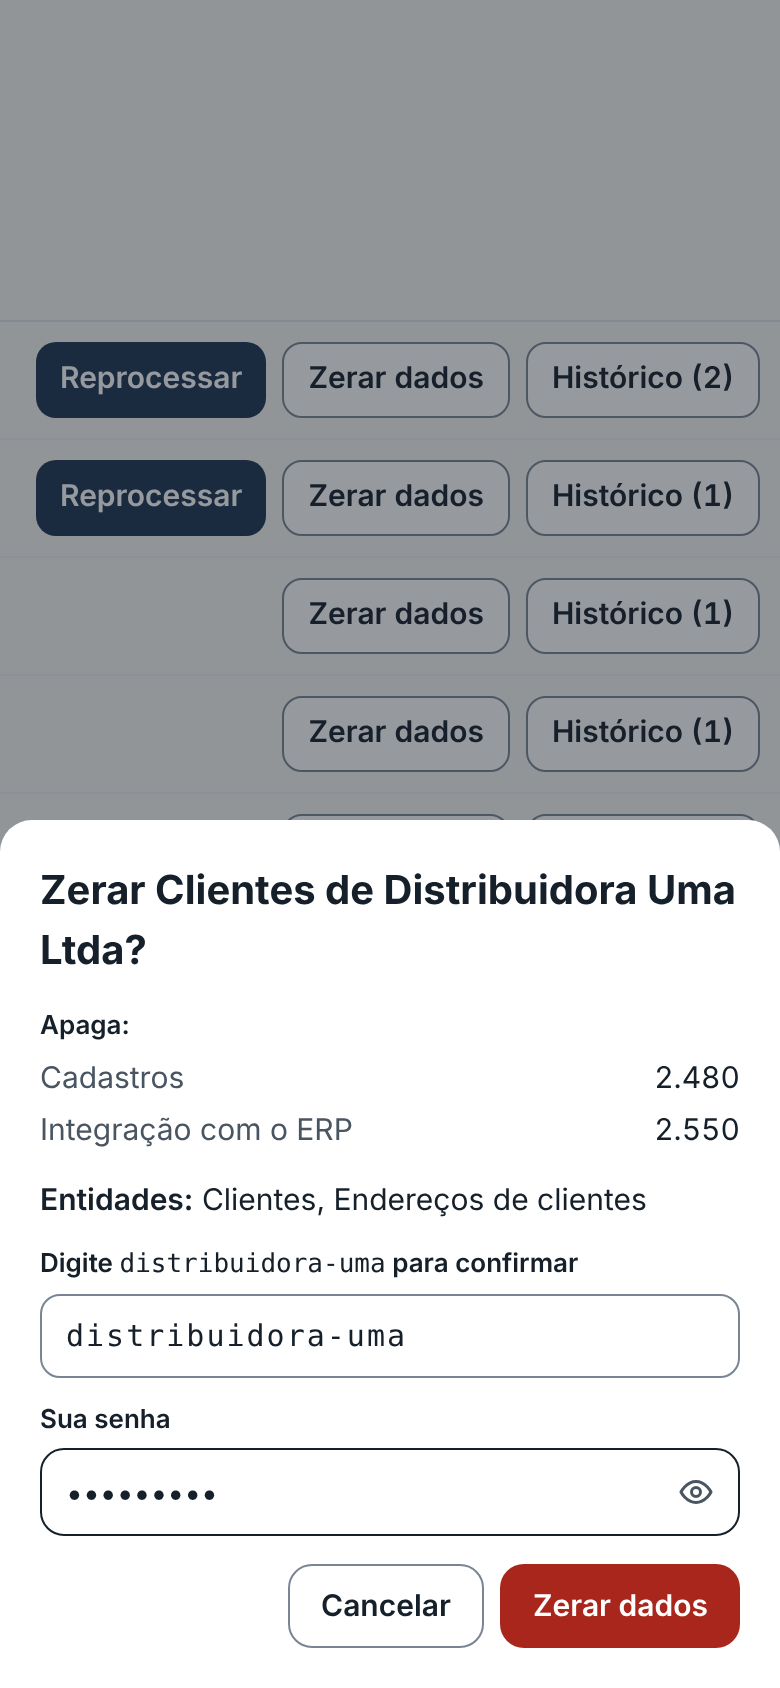 Reprocessar Zerar dados Histórico (2)
Reprocessar Zerar dados Histórico (1)
Zerar dados Histórico (1)
Zerar dados Histórico (1)
Zerar Clientes de Distribuidora Uma
Ltda?
Apaga:
Cadastros 2.480
Integração com o ERP 2.550
Entidades: Clientes, Endereços de clientes
Digite distribuidora-uma para confirmar
distribuidora-uma
Sua senha
•••••••••
Cancelar Zerar dados